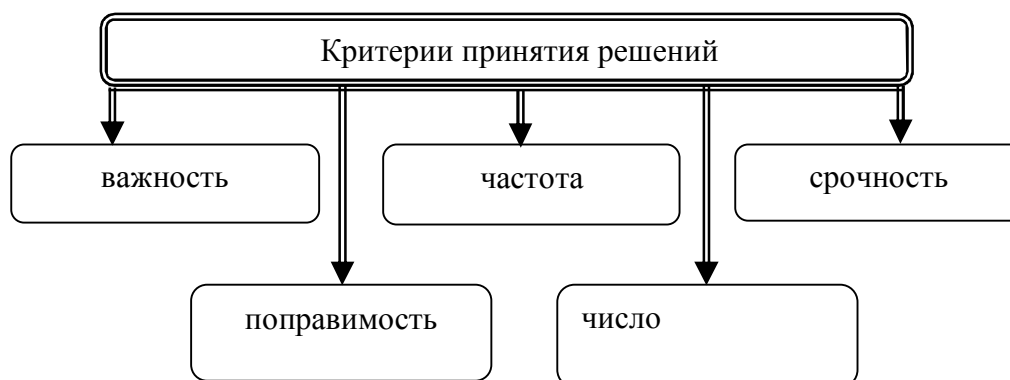 Критерии принятия решений
важность
частота
срочность
поправимость
число